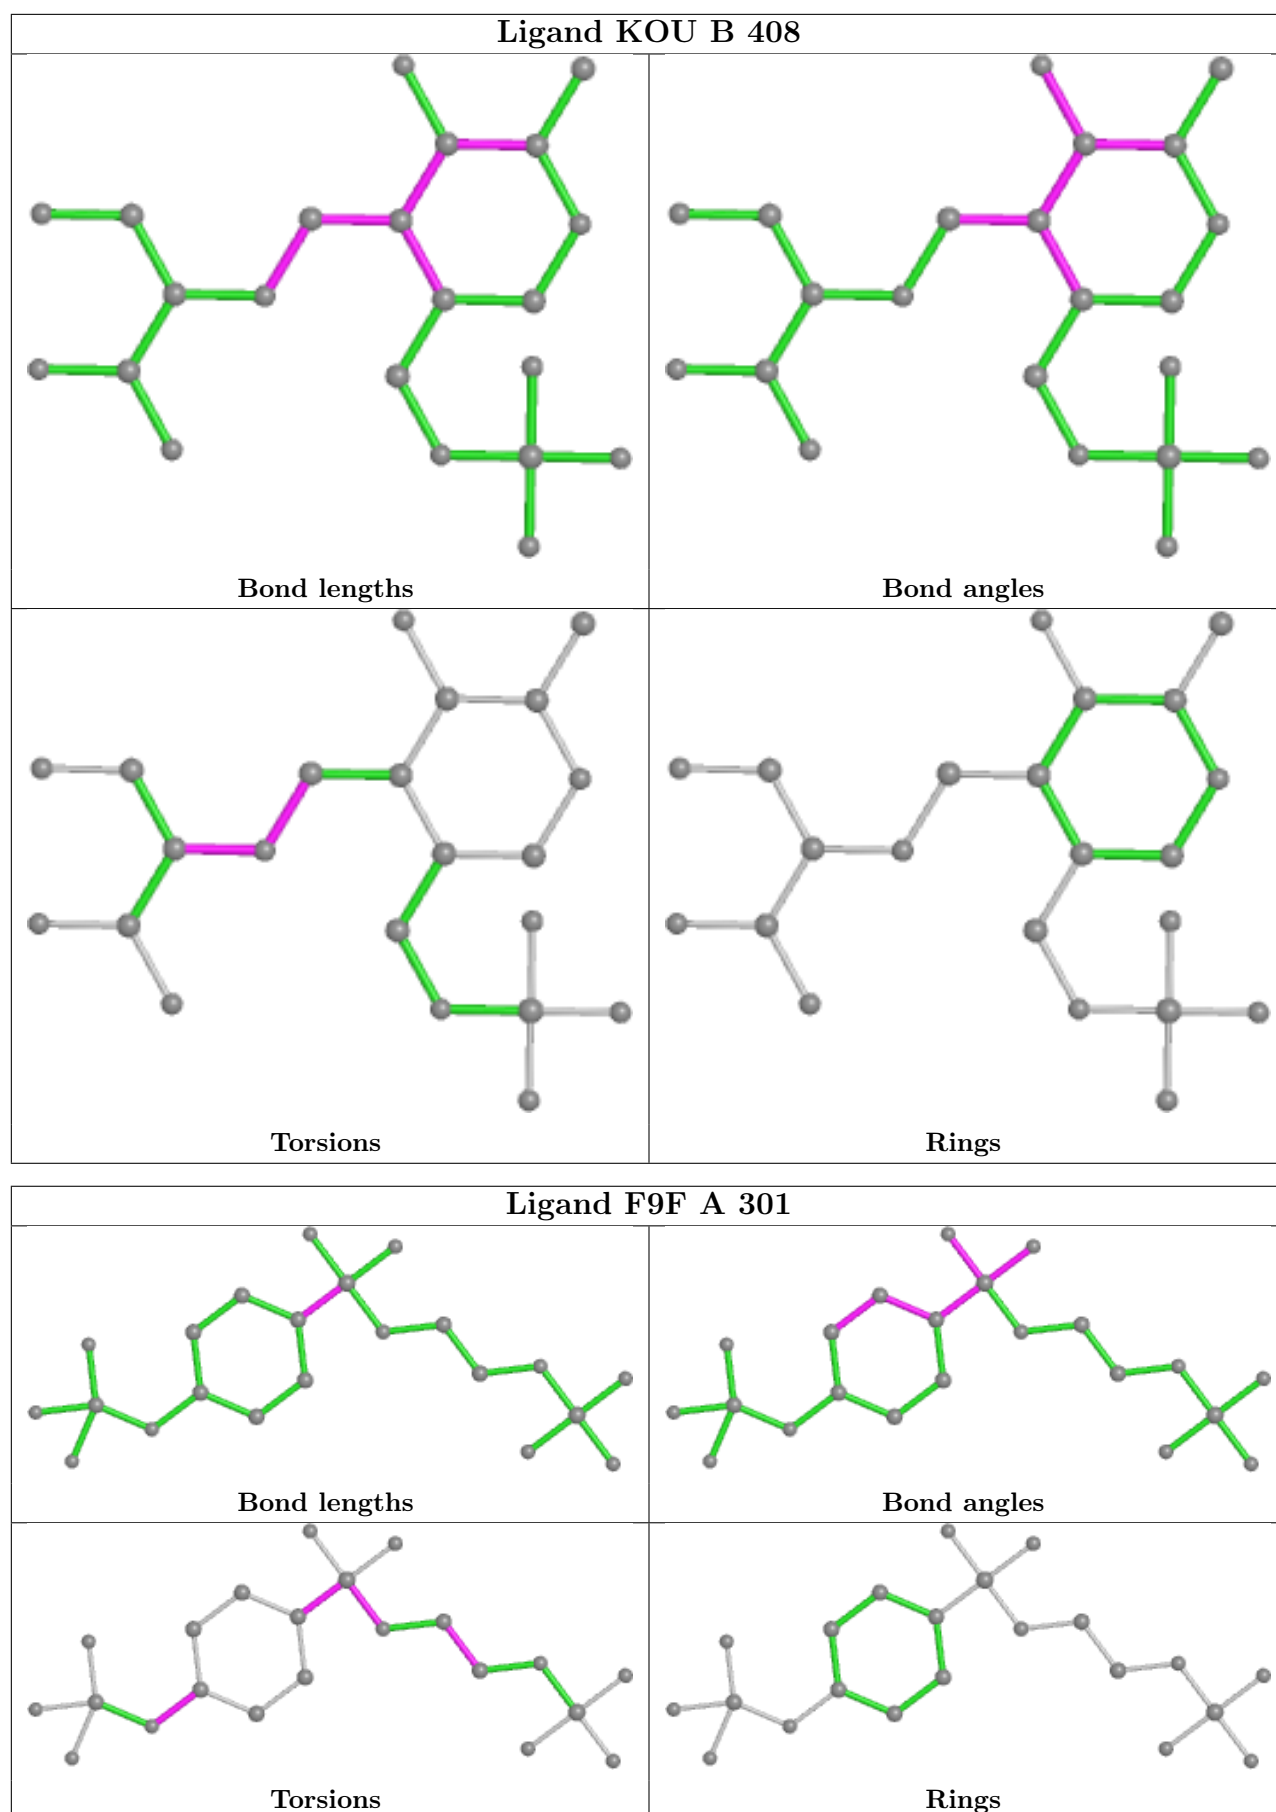 Ligand KOU B 408
Bond lengths
Bond angles
Torsions
Rings
Ligand F9F A 301
Bond lengths
Bond angles
Torsions
Rings